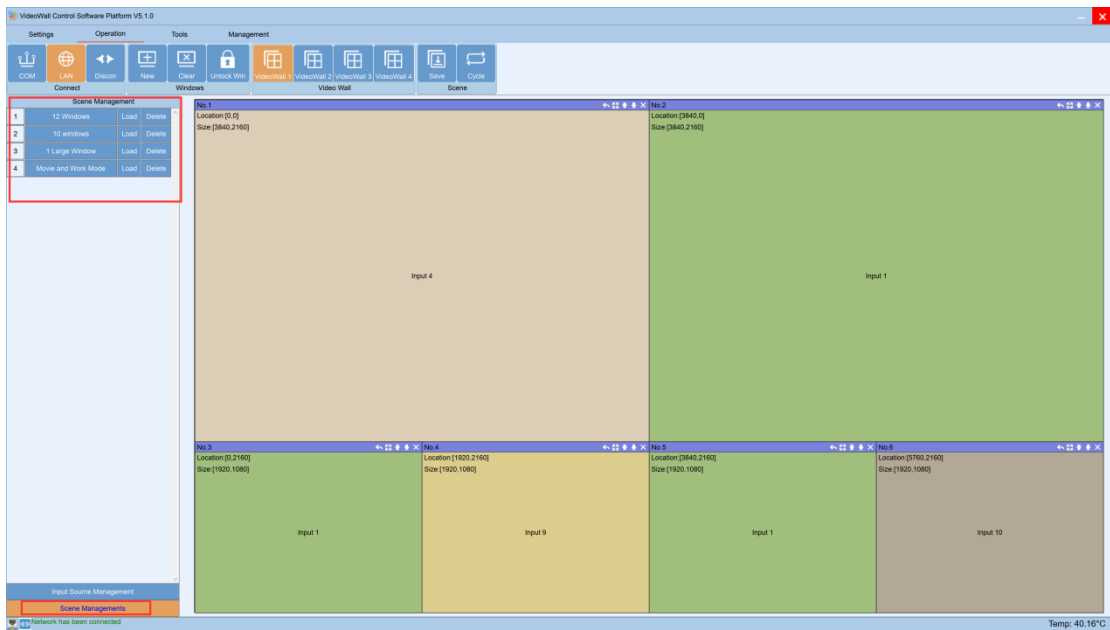 VideoWall Control Software Platform V5.1.0
Settings Operation Tools Management
COM LAN Discon New Clear Unlock Win VideoWall 1 VideoWall 2 VideoWall 3 VideoWall 4 Save Cycle
Connect Windows Video Wall Scene
Scene Management
1 12 Windows Load Delete
2 10 windows Load Delete
3 1 Large Window Load Delete
4 Movie and Work Mode Load Delete
No.1
Location:[0,0]
Size:[3840,2160]
Input 4
No.2
Location:[3840,0]
Size:[3840,2160]
Input 1
No.3
Location:[0,2160]
Size:[1920,1080]
Input 1
No.4
Location:[1920,2160]
Size:[1920,1080]
Input 9
No.5
Location:[3840,2160]
Size:[1920,1080]
Input 1
No.6
Location:[5760,2160]
Size:[1920,1080]
Input 10
Input Source Management
Scene Managements
Network has been connected
Temp: 40.16°C